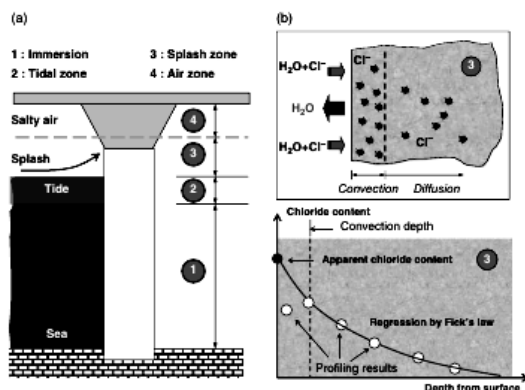 (a)
1 : Immersion
3 : Splash zone
2 : Tidal zone
4 : Air zone
Salty air
4
Splash
3
Tide
2
1
Sea
(b)
Cl⁻
3
H₂O+Cl⁻
H₂O
Cl⁻
H₂O+Cl⁻
Convection
Diffusion
Chloride content
Convection depth
Apparent chloride content
3
Regression by Fick's law
Profiling results
Depth from surface